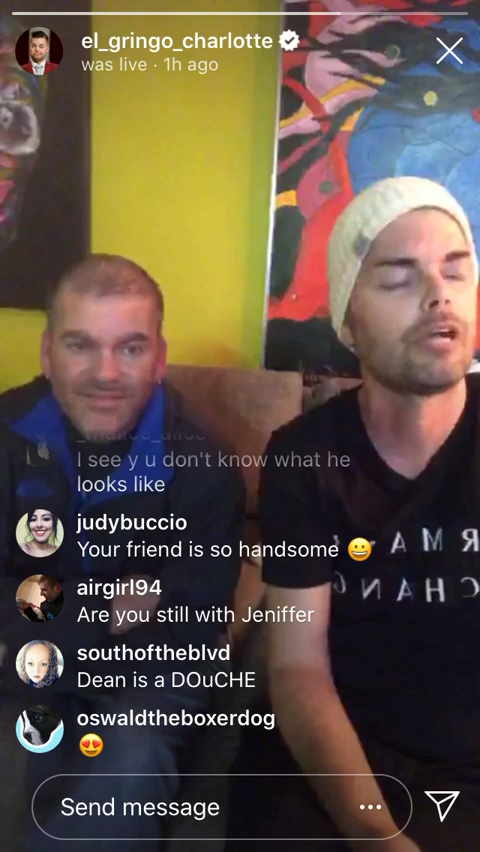 el_gringo_charlotte
was live · 1h ago
I see y u don't know what he
looks like
judybuccio
Your friend is so handsome 😀
airgirl94
Are you still with Jeniffer
southoftheblvd
Dean is a DOuCHE
oswaldtheboxerdog
😍
Send message